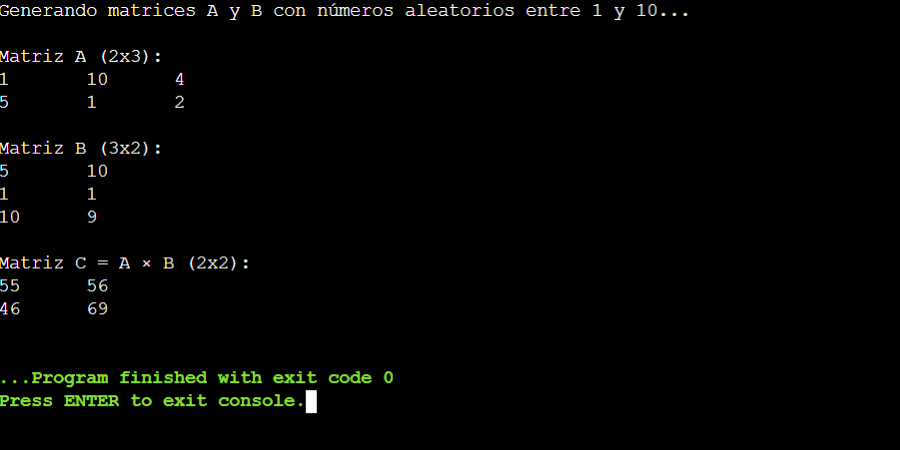 Generando matrices A y B con números aleatorios entre 1 y 10...
Matriz A (2x3):
1 10 4
5 1 2
Matriz B (3x2):
5 10
1 1
10 9
Matriz C = A × B (2x2):
55 56
46 69
...Program finished with exit code 0
Press ENTER to exit console.